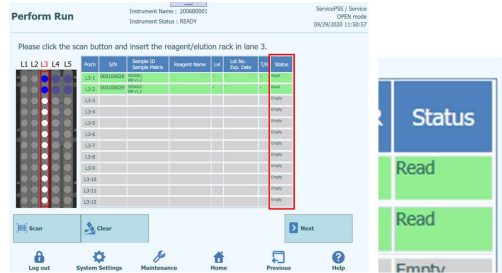 Perform Run
Instrument Name : 2006B0001
Instrument Status : READY
ServicePSS / Service
OPEN mode
09/29/2020 11:50:57
Please click the scan button and insert the reagent/elution rack in lane 3.
L1 L2 L3 L4 L5
Pos'n S/N Sample ID Sample Matrix Reagent Name Lvl Lot No. Exp. Date T/N Status
L3-1 - - Read
L3-2 - - Read
L3-3 Empty
L3-4 Empty
L3-5 Empty
L3-6 Empty
L3-7 Empty
L3-8 Empty
L3-9 Empty
L3-10 Empty
L3-11 Empty
L3-12 Empty
Scan
Clear
Next
Log out
System Settings
Maintenance
Home
Previous
Help
Status
Read
Read
Empty